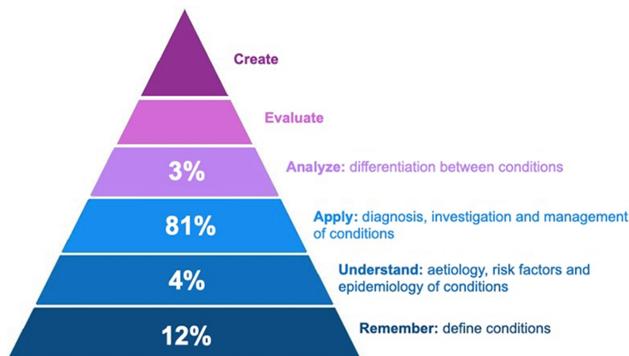 Create
Evaluate
3%
Analyze: differentiation between conditions
81%
Apply: diagnosis, investigation and management
of conditions
4%
Understand: aetiology, risk factors and
epidemiology of conditions
12%
Remember: define conditions